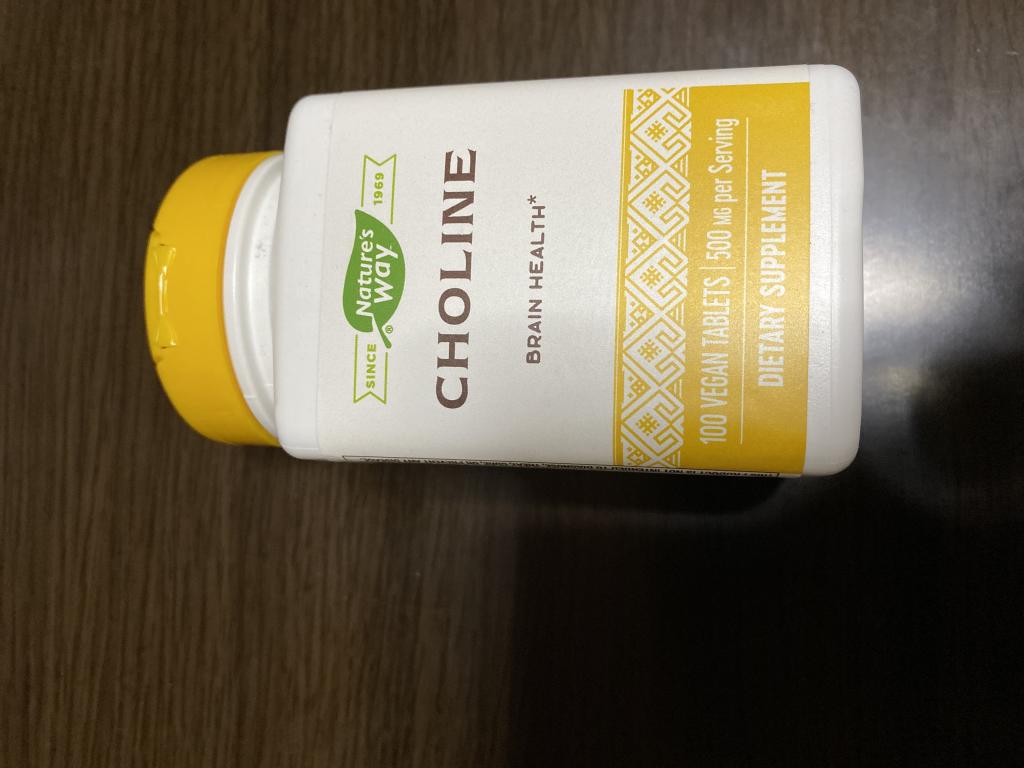 SINCE Nature's Way® 1969
CHOLINE
BRAIN HEALTH*
100 VEGAN TABLETS | 500 MG per Serving
DIETARY SUPPLEMENT